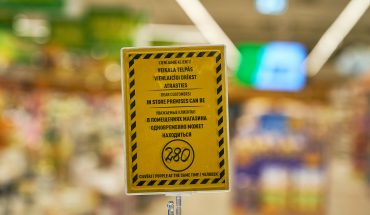 CIENĪJAMIE KLIENTI!
VEIKALA TELPĀS
VIENLAICĪGI DRĪKST
ATRASTIES
DEAR CUSTOMERS!
IN STORE PREMISES CAN BE
УВАЖАЕМЫЕ КЛИЕНТЫ!
В ПОМЕЩЕНИЯХ МАГАЗИНА
ОДНОВРЕМЕННО МОЖЕТ
НАХОДИТЬСЯ
280
CILVĒKI / PEOPLE AT THE SAME TIME / ЧЕЛОВЕК